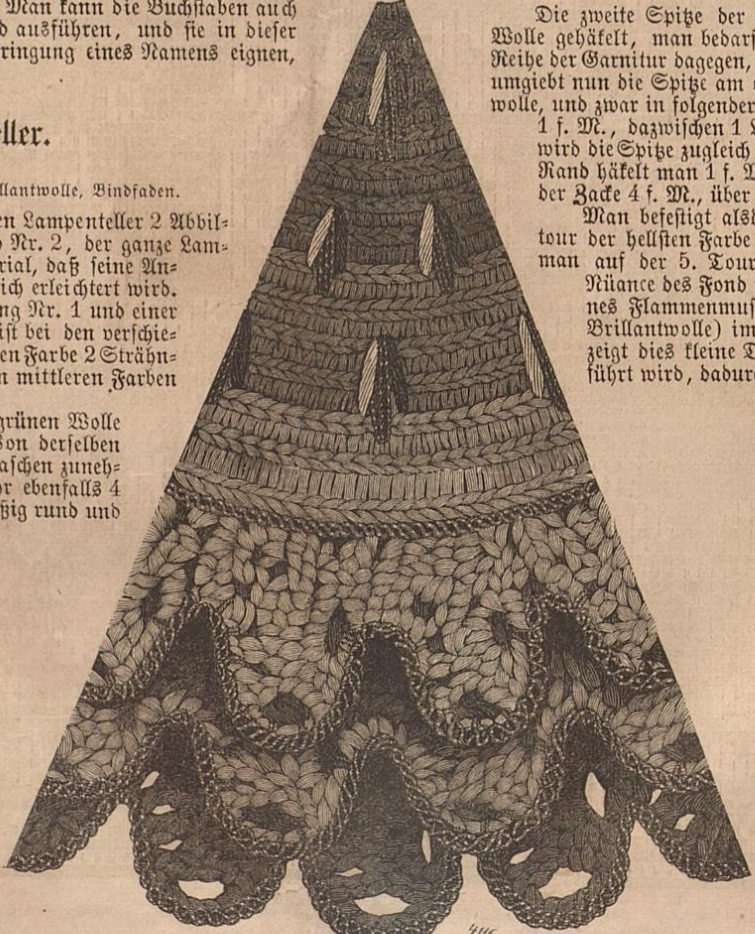 Man kann die Buchstaben auch
d ausführen, und sie in dieser
ringung eines Namens eignen,
ller.
llantwolle, Bindfaden.
en Lampenteller 2 Abbil=
Nr. 2, der ganze Lam=
rial, daß seine An=
ich erleichtert wird.
ng Nr. 1 und einer
ist bei den verschie=
en Farbe 2 Strähn=
n mittleren Farben
grünen Wolle
Von derselben
aschen zuneh=
hr ebenfalls 4
ßig rund und
Die zweite Spitze der
Wolle gehäkelt, man bedarf
Reihe der Garnitur dagegen,
umgiebt nun die Spitze am
wolle, und zwar in folgender
1 f. M., dazwischen 1
wird die Spitze zugleich
Rand häkelt man 1 f.
der Zacke 4 f. M., über
Man befestigt
tour der hellsten Farbe
man auf der 5. Tour
Nüance des Fond
nes Flammenmus
Brillantwolle) im
zeigt dies kleine
führt wird, dadurc